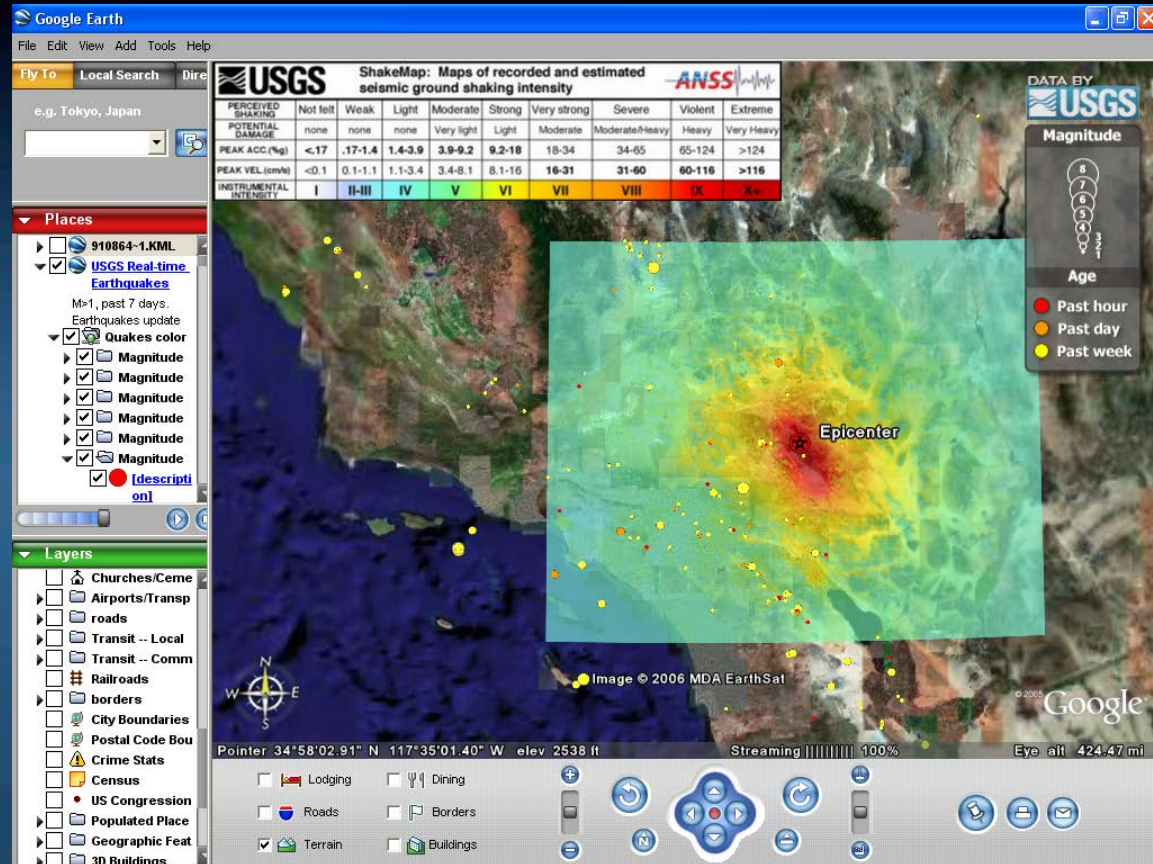 Google Earth
File Edit View Add Tools Help
Fly To Local Search Dire
e.g. Tokyo, Japan
Places
910864~1.KML
USGS Real-time
Earthquakes
M>1, past 7 days.
Earthquakes update
Quakes color
Magnitude
Magnitude
Magnitude
Magnitude
Magnitude
Magnitude
[descripti
on]
Layers
Churches/Ceme
Airports/Transp
roads
Transit -- Local
Transit -- Comm
Railroads
borders
City Boundaries
Postal Code Bou
Crime Stats
Census
US Congression
Populated Place
Geographic Feat
3D Buildings
USGS
ShakeMap: Maps of recorded and estimated
seismic ground shaking intensity
ANSS
PERCEIVED SHAKING Not felt Weak Light Moderate Strong Very strong Severe Violent Extreme
POTENTIAL DAMAGE none none none Very light Light Moderate Moderate/Heavy Heavy Very Heavy
PEAK ACC.(%g) <.17 .17-1.4 1.4-3.9 3.9-9.2 9.2-18 18-34 34-65 65-124 >124
PEAK VEL.(cm/s) <0.1 0.1-1.1 1.1-3.4 3.4-8.1 8.1-16 16-31 31-60 60-116 >116
INSTRUMENTAL INTENSITY I II-III IV V VI VII VIII IX X+
DATA BY
USGS
Magnitude
8
7
6
5
4
3
2
1
Age
Past hour
Past day
Past week
Epicenter
N
W E
S
Image © 2006 MDA EarthSat
© 2005 Google
Pointer 34°58'02.91" N 117°35'01.40" W elev 2538 ft Streaming |||||||||| 100% Eye alt 424.47 mi
Lodging Dining
Roads Borders
Terrain Buildings
N